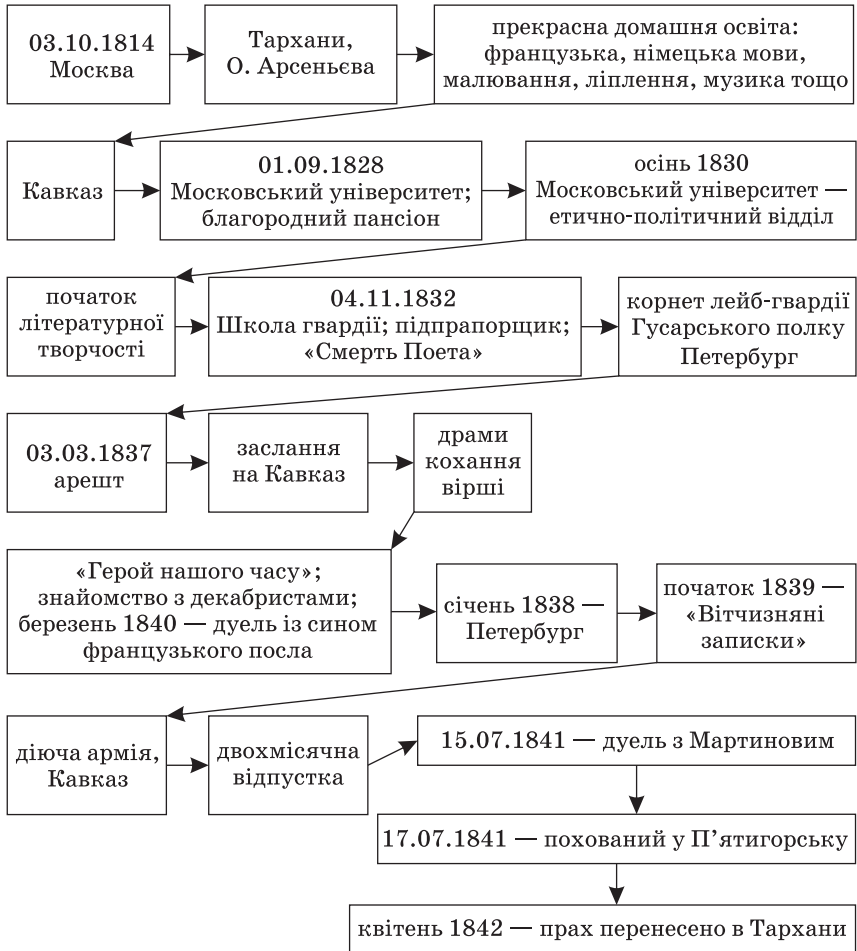 03.10.1814
Москва
Тархани,
О. Арсеньєва
прекрасна домашня освіта:
французька, німецька мови,
малювання, ліплення, музика тощо
Кавказ
01.09.1828
Московський університет;
благородний пансіон
осінь 1830
Московський університет —
етично-політичний відділ
початок
літературної
творчості
04.11.1832
Школа гвардії; підпрапорщик;
«Смерть Поета»
корнет лейб-гвардії
Гусарського полку
Петербург
03.03.1837
арешт
заслання
на Кавказ
драми
кохання
вірші
«Герой нашого часу»;
знайомство з декабристами;
березень 1840 — дуель із сином
французького посла
січень 1838 —
Петербург
початок 1839 —
«Вітчизняні
записки»
діюча армія,
Кавказ
двохмісячна
відпустка
15.07.1841 — дуель з Мартиновим
17.07.1841 — похований у П’ятигорську
квітень 1842 — прах перенесено в Тархани